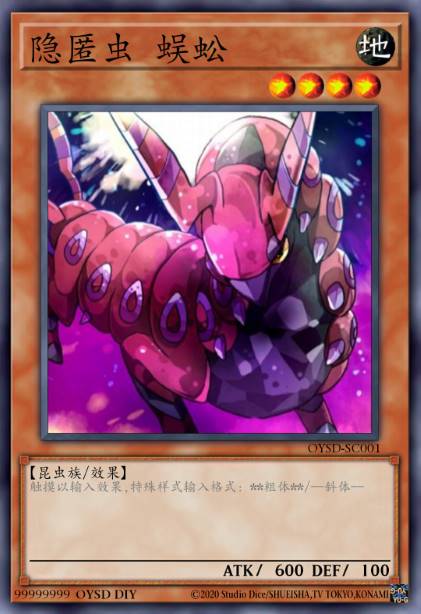 隐匿虫 蜈蚣
地
OYSD-SC001
【昆虫族/效果】
触摸以输入效果,特殊样式输入格式: **粗体**/—斜体—
ATK/ 600 DEF/ 100
99999999 OYSD DIY ©2020 Studio Dice/SHUEISHA,TV TOKYO,KONAMI